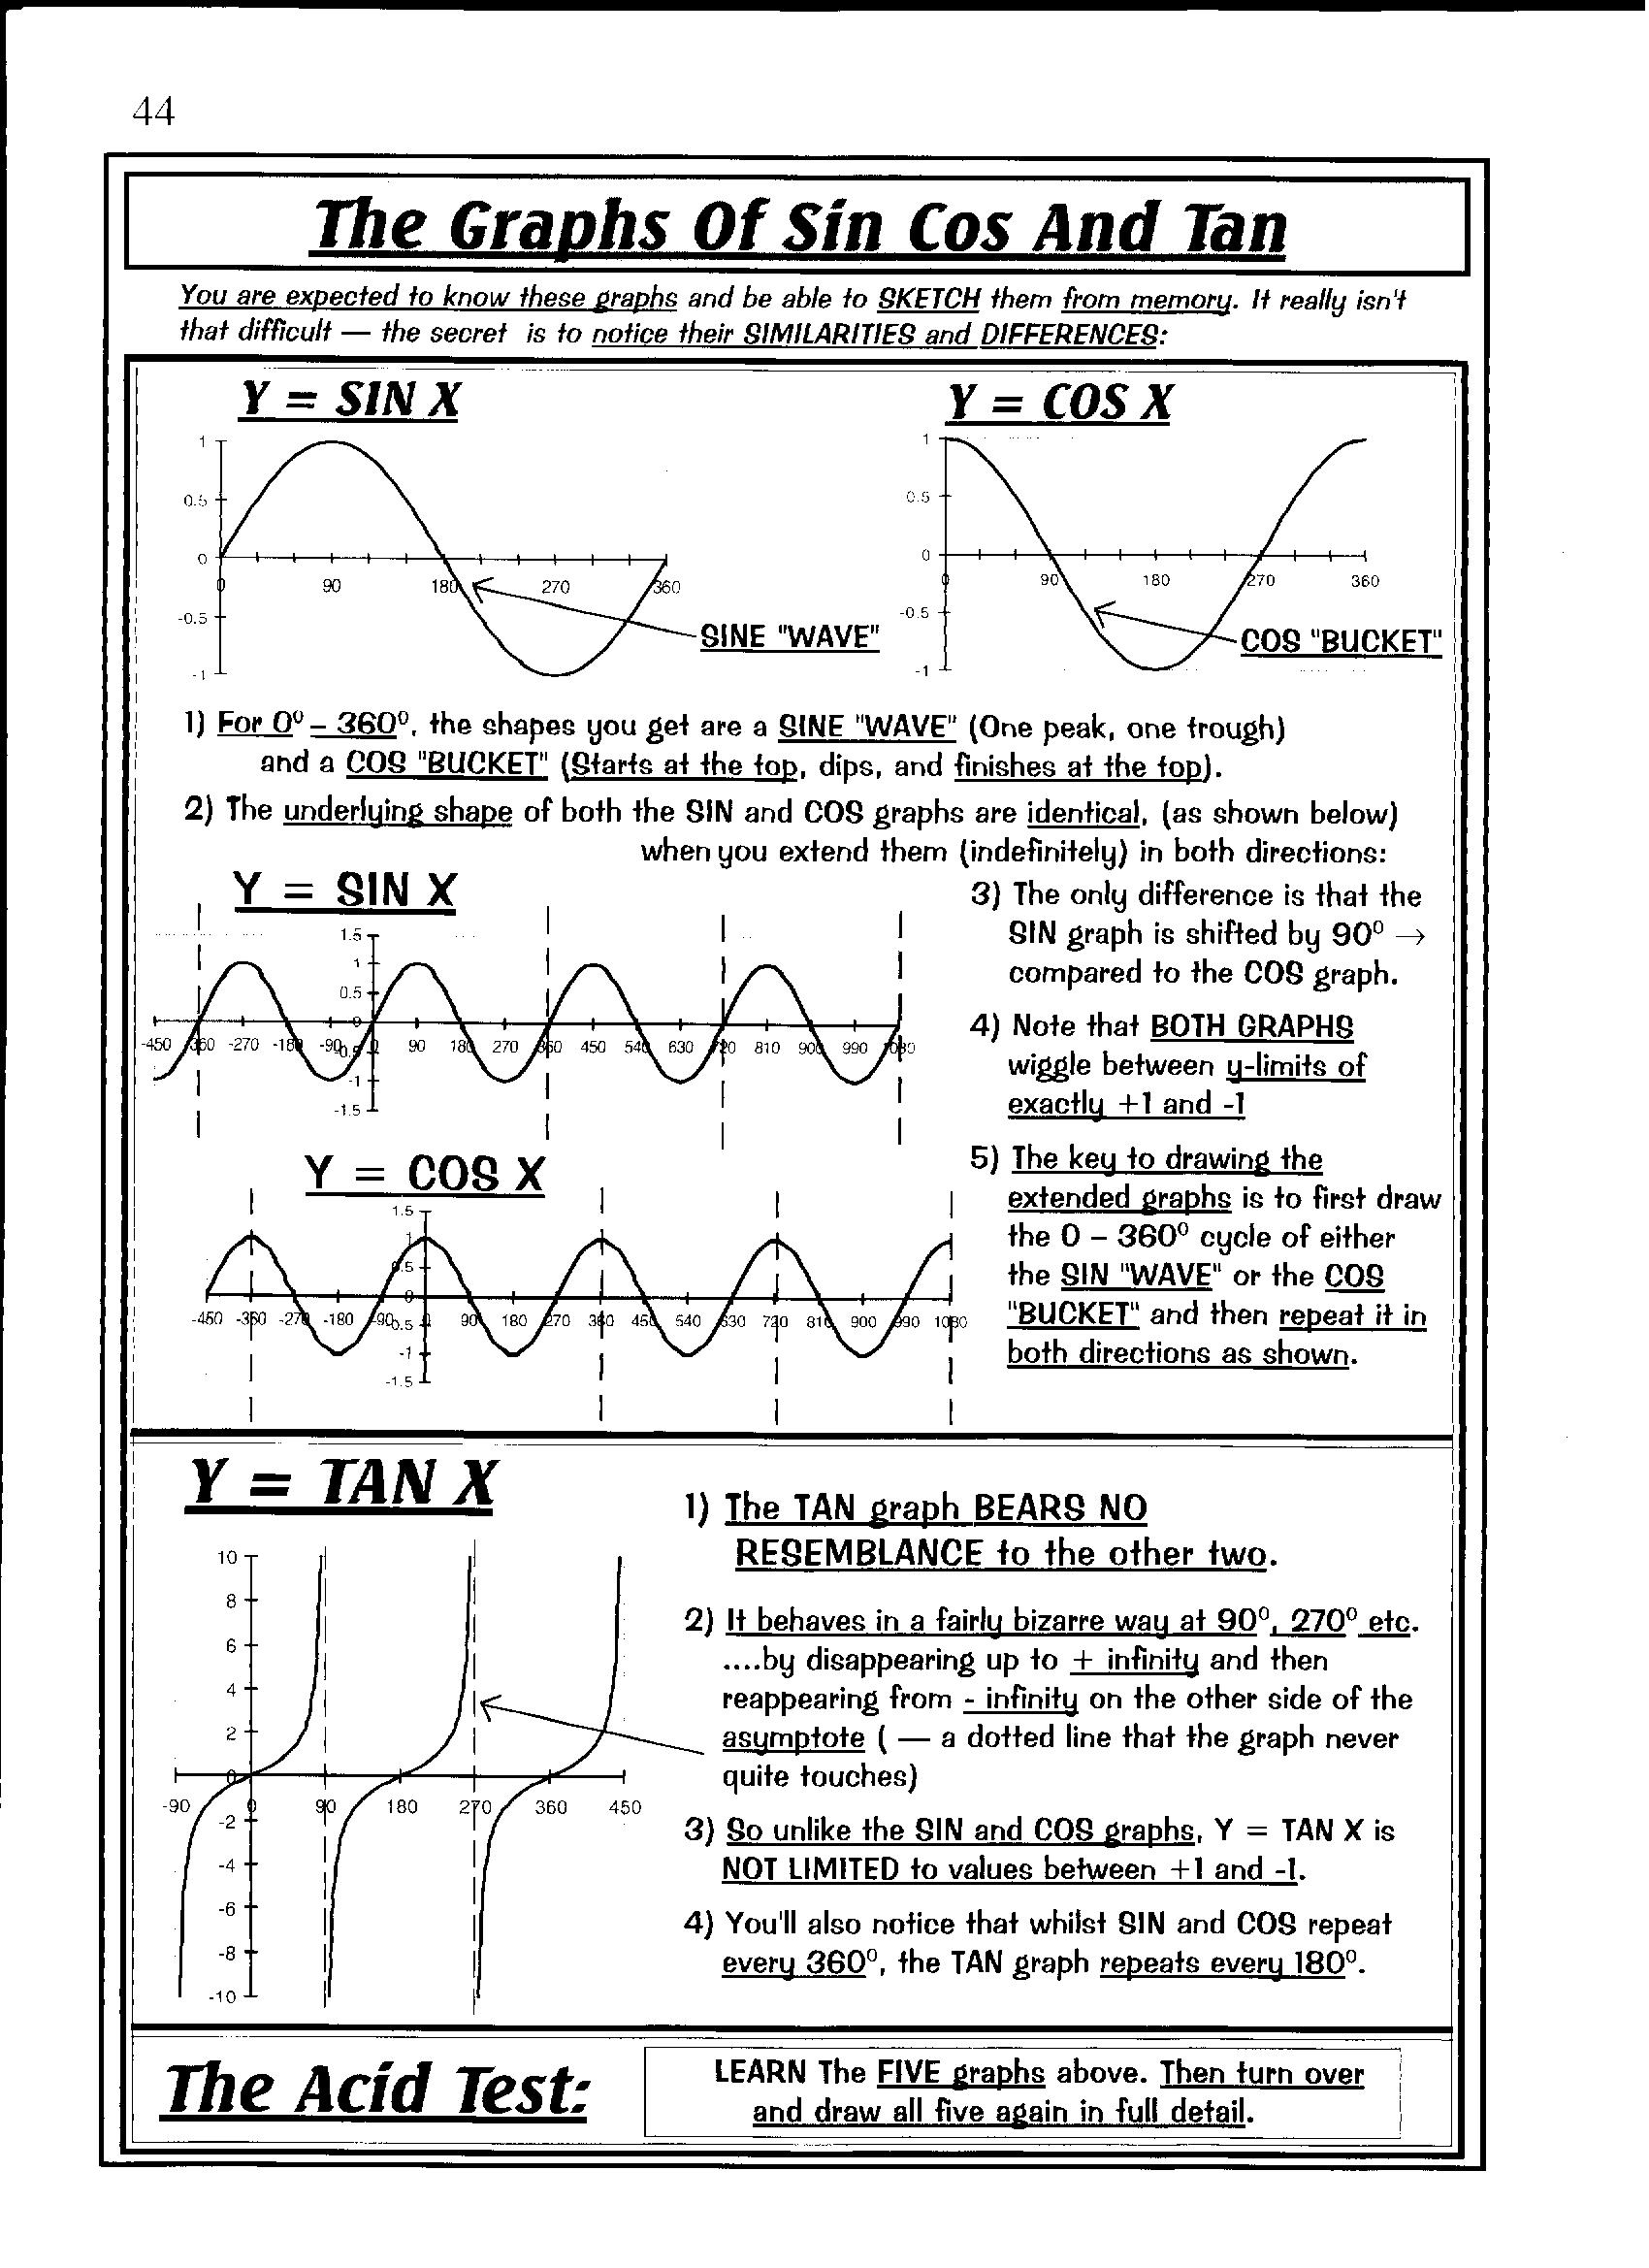 44
The Graphs Of Sin Cos And Tan
You are expected to know these graphs and be able to SKETCH them from memory. It really isn't
that difficult — the secret is to notice their SIMILARITIES and DIFFERENCES:
Y = SIN X
1
0.5
0
-0.5
-1
0 90 180 270 360
SINE "WAVE"
Y = COS X
1
0.5
0
-0.5
-1
0 90 180 270 360
COS "BUCKET"
1) For 0⁰ – 360⁰, the shapes you get are a SINE "WAVE" (One peak, one trough)
and a COS "BUCKET" (Starts at the top, dips, and finishes at the top).
2) The underlying shape of both the SIN and COS graphs are identical, (as shown below)
when you extend them (indefinitely) in both directions:
Y = SIN X
1.5
1
0.5
0
-0.5
-1
-1.5
-450 -360 -270 -180 -90 0 90 180 270 360 450 540 630 720 810 900 990 1080
Y = COS X
1.5
1
0.5
0
-0.5
-1
-1.5
-450 -360 -270 -180 -90 0 90 180 270 360 450 540 630 720 810 900 990 1080
3) The only difference is that the
SIN graph is shifted by 90⁰ →
compared to the COS graph.
4) Note that BOTH GRAPHS
wiggle between y-limits of
exactly +1 and -1
5) The key to drawing the
extended graphs is to first draw
the 0 – 360⁰ cycle of either
the SIN "WAVE" or the COS
"BUCKET" and then repeat it in
both directions as shown.
Y = TAN X
10
8
6
4
2
0
-2
-4
-6
-8
-10
-90 0 90 180 270 360 450
1) The TAN graph BEARS NO
RESEMBLANCE to the other two.
2) It behaves in a fairly bizarre way at 90⁰, 270⁰ etc.
....by disappearing up to + infinity and then
reappearing from - infinity on the other side of the
asymptote ( — a dotted line that the graph never
quite touches)
3) So unlike the SIN and COS graphs, Y = TAN X is
NOT LIMITED to values between +1 and -1.
4) You'll also notice that whilst SIN and COS repeat
every 360⁰, the TAN graph repeats every 180⁰.
The Acid Test:
LEARN The FIVE graphs above. Then turn over
and draw all five again in full detail.